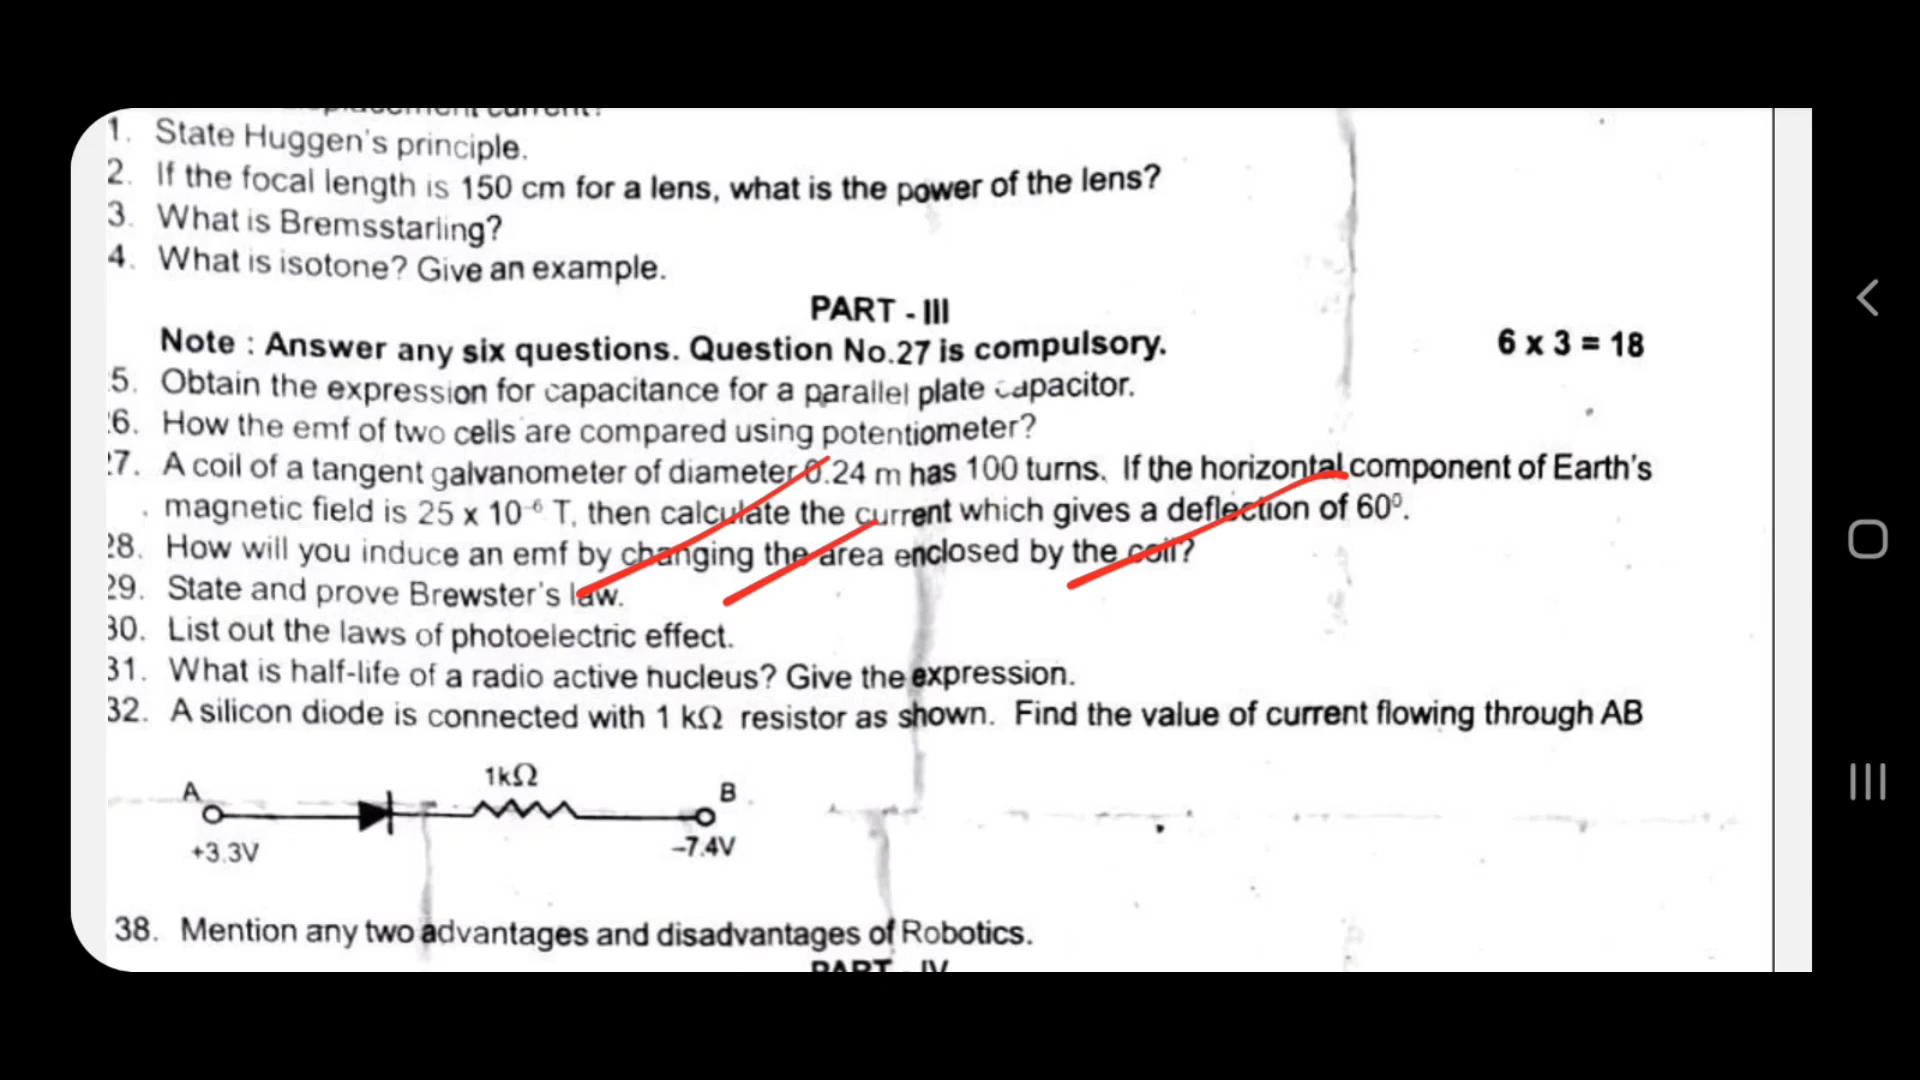 1. State Huggen's principle.
2. If the focal length is 150 cm for a lens, what is the power of the lens?
3. What is Bremsstarling?
4. What is isotone? Give an example.
PART - III
Note : Answer any six questions. Question No.27 is compulsory. 6 x 3 = 18
5. Obtain the expression for capacitance for a parallel plate capacitor.
6. How the emf of two cells are compared using potentiometer?
7. A coil of a tangent galvanometer of diameter 0.24 m has 100 turns. If the horizontal component of Earth's
magnetic field is 25 x 10⁻⁶ T, then calculate the current which gives a deflection of 60⁰.
28. How will you induce an emf by changing the area enclosed by the coil?
29. State and prove Brewster's law.
30. List out the laws of photoelectric effect.
31. What is half-life of a radio active nucleus? Give the expression.
32. A silicon diode is connected with 1 kΩ resistor as shown. Find the value of current flowing through AB
1kΩ
A B
+3.3V –7.4V
38. Mention any two advantages and disadvantages of Robotics.
PART - IV